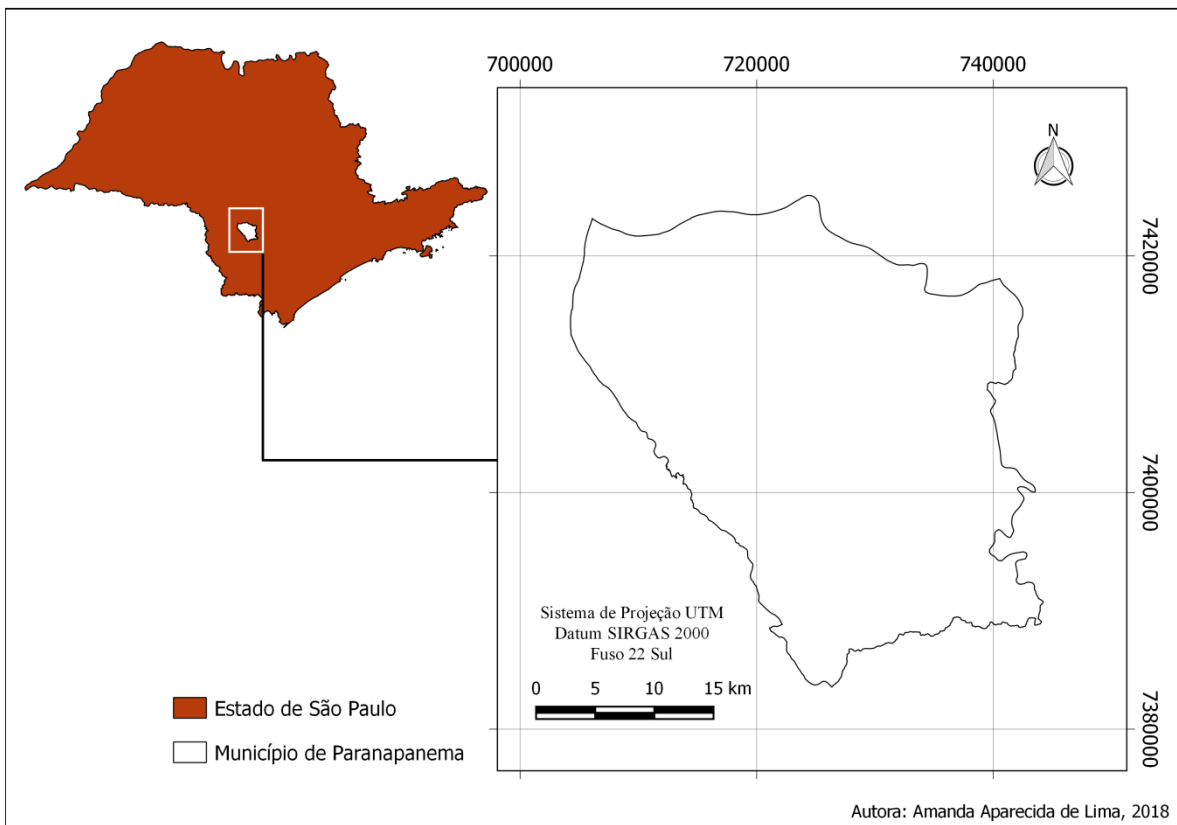 700000
720000
740000
N
7420000
7400000
7380000
Sistema de Projeção UTM
Datum SIRGAS 2000
Fuso 22 Sul
0 5 10 15 km
Estado de São Paulo
Município de Paranapanema
Autora: Amanda Aparecida de Lima, 2018